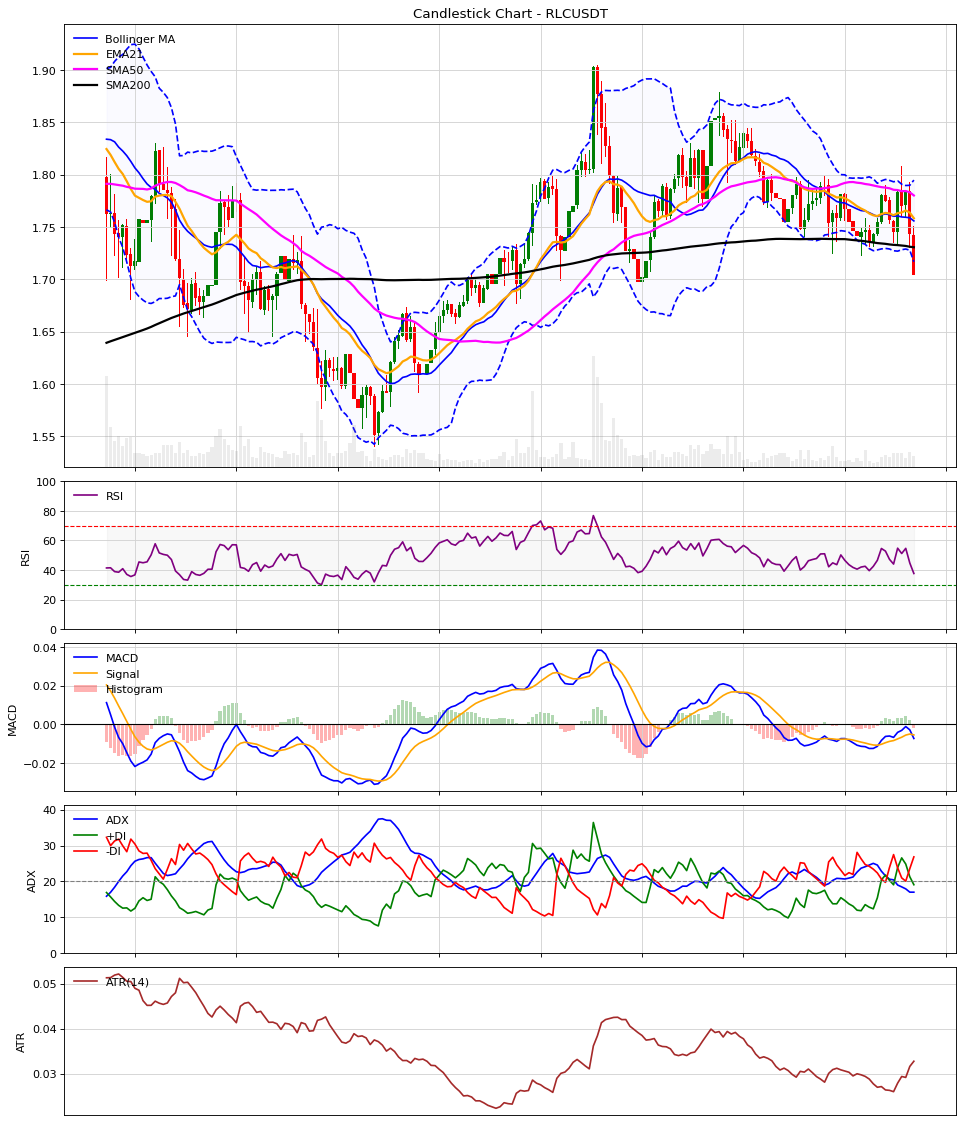 Candlestick Chart - RLCUSDT
Bollinger MA
EMA21
SMA50
SMA200
1.90
1.85
1.80
1.75
1.70
1.65
1.60
1.55
RSI
RSI
100
80
60
40
20
0
MACD
MACD
Signal
Histogram
0.04
0.02
0.00
−0.02
ADX
ADX
+DI
-DI
40
30
20
10
0
ATR
ATR(14)
0.05
0.04
0.03